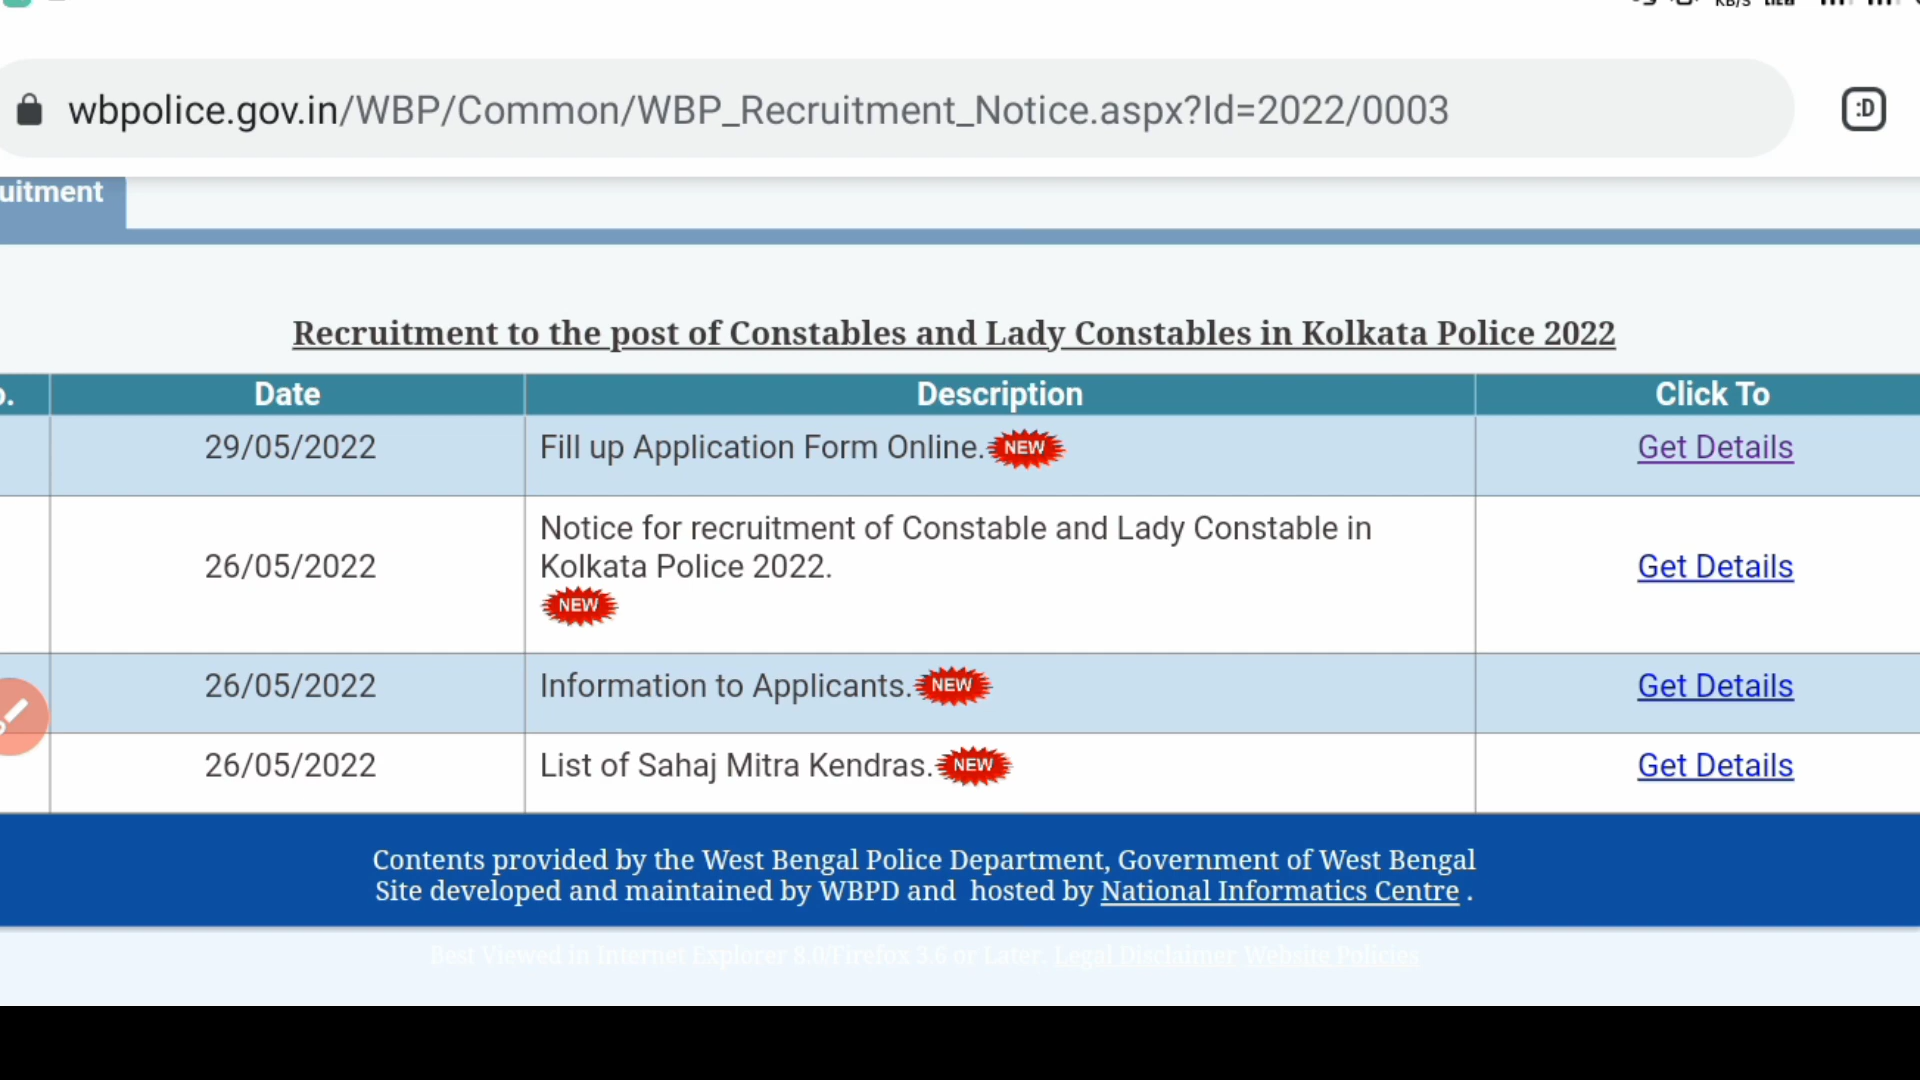 KB/S
wbpolice.gov.in/WBP/Common/WBP_Recruitment_Notice.aspx?Id=2022/0003
:D
uitment
Recruitment to the post of Constables and Lady Constables in Kolkata Police 2022
o. Date Description Click To
29/05/2022 Fill up Application Form Online. NEW Get Details
Notice for recruitment of Constable and Lady Constable in
26/05/2022 Kolkata Police 2022. Get Details
NEW
26/05/2022 Information to Applicants. NEW Get Details
26/05/2022 List of Sahaj Mitra Kendras. NEW Get Details
Contents provided by the West Bengal Police Department, Government of West Bengal
Site developed and maintained by WBPD and hosted by National Informatics Centre .
Best Viewed in Internet Explorer 8.0/Firefox 3.6 or Later. Legal Disclaimer Website Policies